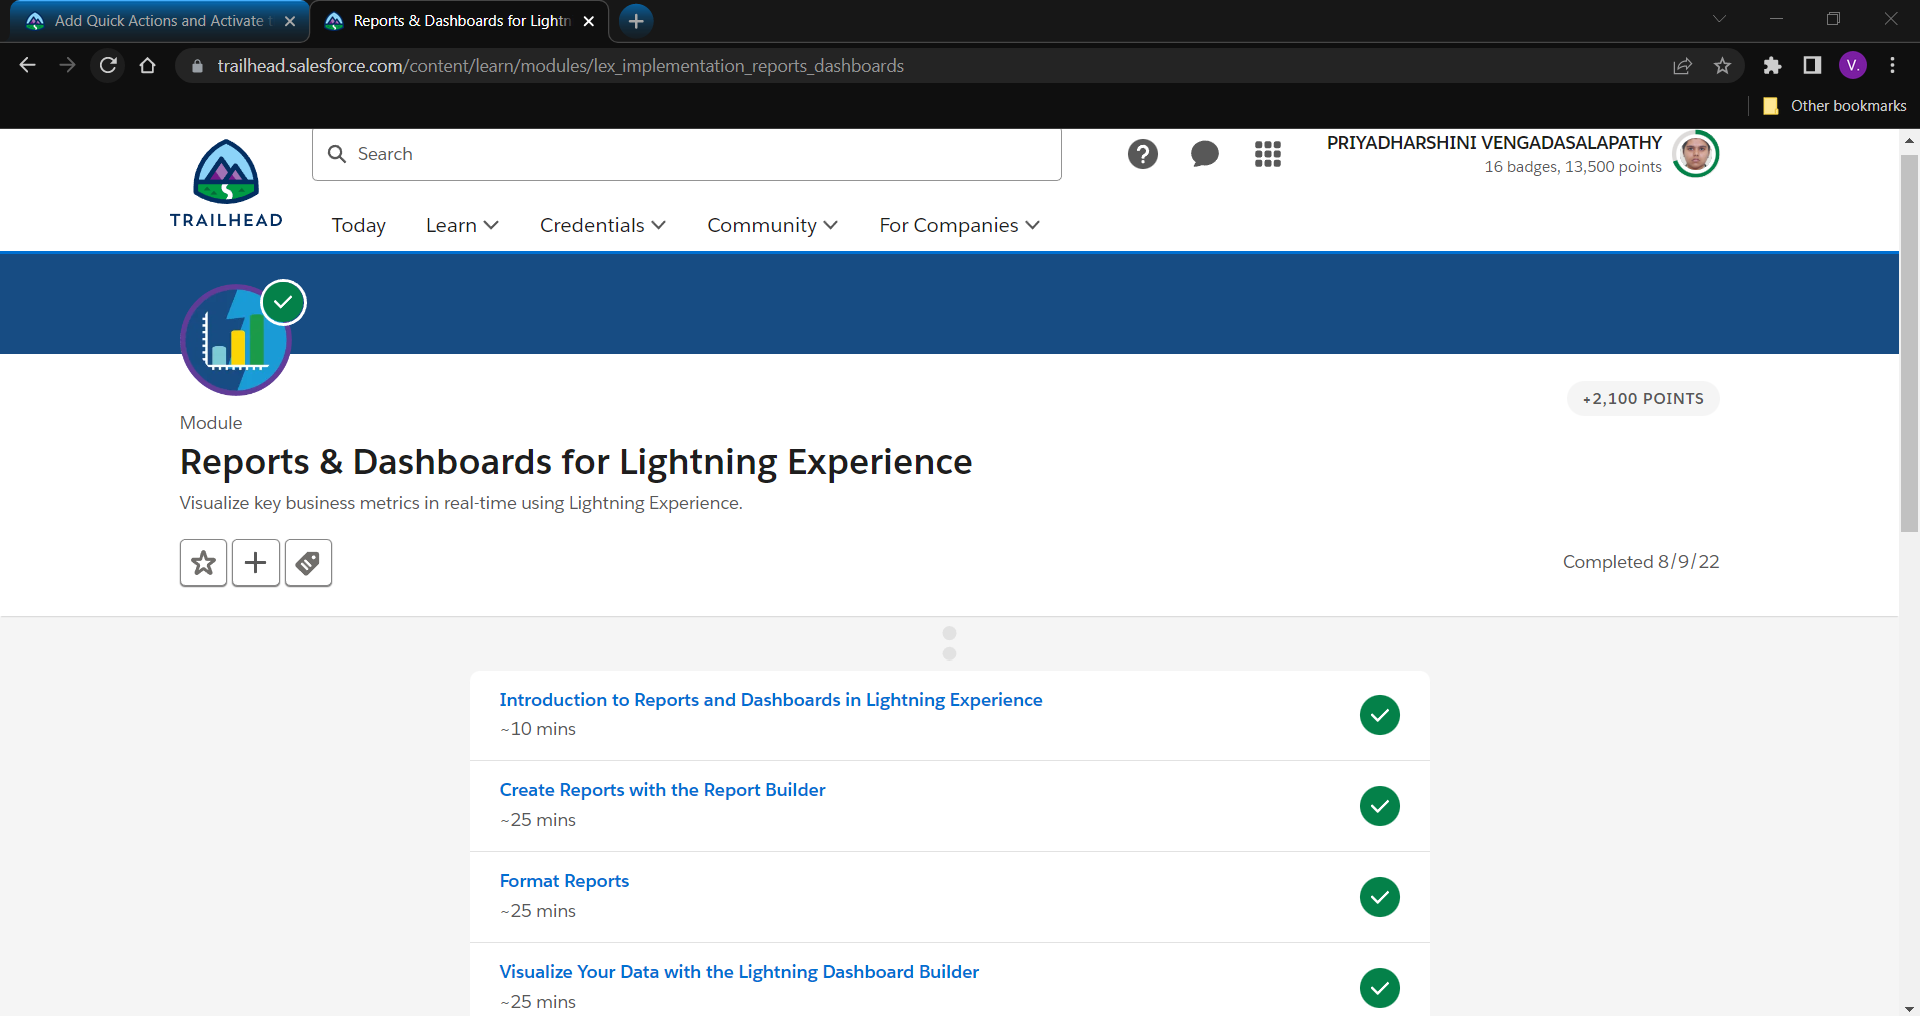 Add Quick Actions and Activate t
Reports & Dashboards for Lightn
trailhead.salesforce.com/content/learn/modules/lex_implementation_reports_dashboards
V.
Other bookmarks
TRAILHEAD
Search
PRIYADHARSHINI VENGADASALAPATHY
16 badges, 13,500 points
Today
Learn
Credentials
Community
For Companies
+2,100 POINTS
Module
Reports & Dashboards for Lightning Experience
Visualize key business metrics in real-time using Lightning Experience.
Completed 8/9/22
Introduction to Reports and Dashboards in Lightning Experience
~10 mins
Create Reports with the Report Builder
~25 mins
Format Reports
~25 mins
Visualize Your Data with the Lightning Dashboard Builder
~25 mins